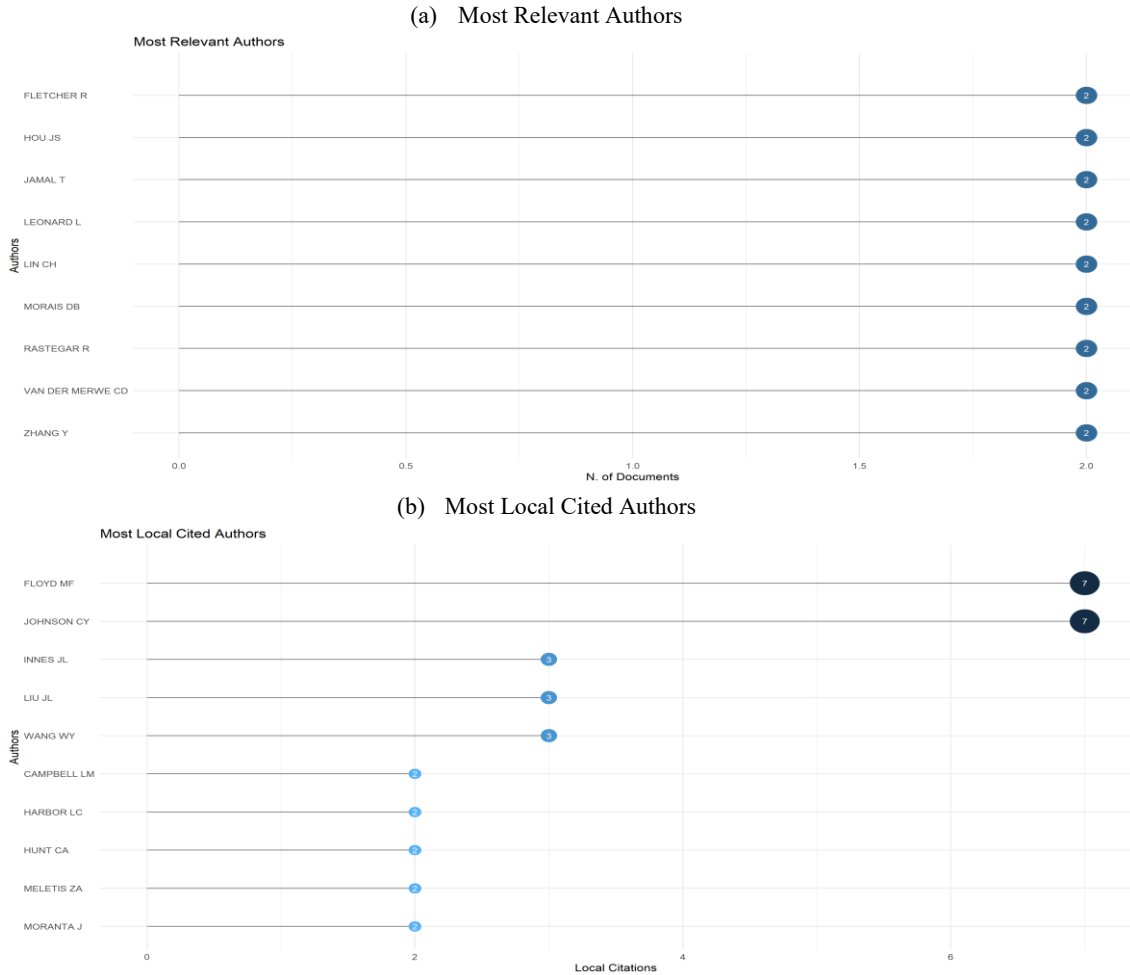 (a) Most Relevant Authors
Most Relevant Authors
Authors
FLETCHER R 2
HOU JS 2
JAMAL T 2
LEONARD L 2
LIN CH 2
MORAIS DB 2
RASTEGAR R 2
VAN DER MERWE CD 2
ZHANG Y 2
0.0 0.5 1.0 1.5 2.0
N. of Documents
(b) Most Local Cited Authors
Most Local Cited Authors
Authors
FLOYD MF 7
JOHNSON CY 7
INNES JL 3
LIU JL 3
WANG WY 3
CAMPBELL LM 2
HARBOR LC 2
HUNT CA 2
MELETIS ZA 2
MORANTA J 2
0 2 4 6
Local Citations